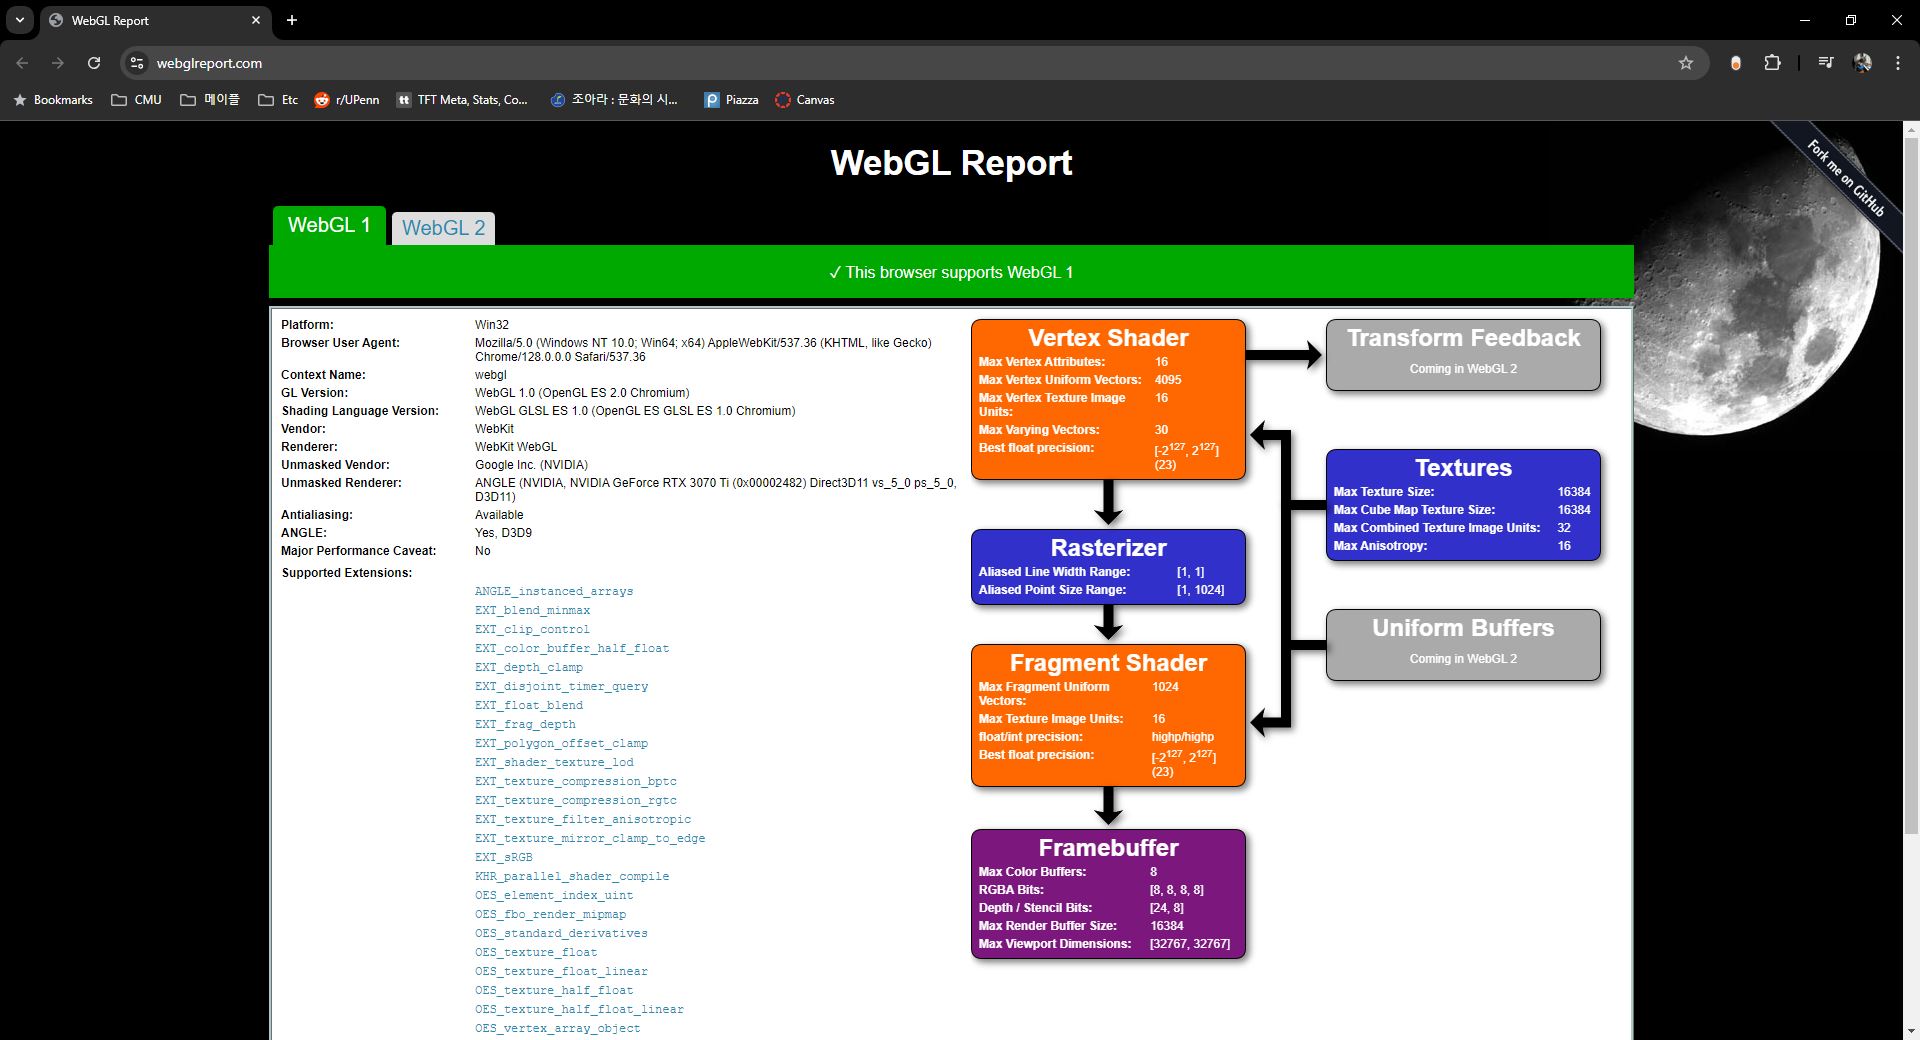 WebGL Report
webglreport.com
Bookmarks CMU 메이플 Etc r/UPenn TFT Meta, Stats, Co... 조아라 : 문화의 시... Piazza Canvas
Fork me on GitHub
WebGL Report
WebGL 1 WebGL 2
✓ This browser supports WebGL 1
Platform: Win32
Browser User Agent: Mozilla/5.0 (Windows NT 10.0; Win64; x64) AppleWebKit/537.36 (KHTML, like Gecko)
Chrome/128.0.0.0 Safari/537.36
Context Name: webgl
GL Version: WebGL 1.0 (OpenGL ES 2.0 Chromium)
Shading Language Version: WebGL GLSL ES 1.0 (OpenGL ES GLSL ES 1.0 Chromium)
Vendor: WebKit
Renderer: WebKit WebGL
Unmasked Vendor: Google Inc. (NVIDIA)
Unmasked Renderer: ANGLE (NVIDIA, NVIDIA GeForce RTX 3070 Ti (0x00002482) Direct3D11 vs_5_0 ps_5_0,
D3D11)
Antialiasing: Available
ANGLE: Yes, D3D9
Major Performance Caveat: No
Supported Extensions:
ANGLE_instanced_arrays
EXT_blend_minmax
EXT_clip_control
EXT_color_buffer_half_float
EXT_depth_clamp
EXT_disjoint_timer_query
EXT_float_blend
EXT_frag_depth
EXT_polygon_offset_clamp
EXT_shader_texture_lod
EXT_texture_compression_bptc
EXT_texture_compression_rgtc
EXT_texture_filter_anisotropic
EXT_texture_mirror_clamp_to_edge
EXT_sRGB
KHR_parallel_shader_compile
OES_element_index_uint
OES_fbo_render_mipmap
OES_standard_derivatives
OES_texture_float
OES_texture_float_linear
OES_texture_half_float
OES_texture_half_float_linear
OES_vertex_array_object
Vertex Shader
Max Vertex Attributes: 16
Max Vertex Uniform Vectors: 4095
Max Vertex Texture Image 16
Units:
Max Varying Vectors: 30
Best float precision: [-2¹²⁷, 2¹²⁷]
(23)
Rasterizer
Aliased Line Width Range: [1, 1]
Aliased Point Size Range: [1, 1024]
Fragment Shader
Max Fragment Uniform 1024
Vectors:
Max Texture Image Units: 16
float/int precision: highp/highp
Best float precision: [-2¹²⁷, 2¹²⁷]
(23)
Framebuffer
Max Color Buffers: 8
RGBA Bits: [8, 8, 8, 8]
Depth / Stencil Bits: [24, 8]
Max Render Buffer Size: 16384
Max Viewport Dimensions: [32767, 32767]
Transform Feedback
Coming in WebGL 2
Textures
Max Texture Size: 16384
Max Cube Map Texture Size: 16384
Max Combined Texture Image Units: 32
Max Anisotropy: 16
Uniform Buffers
Coming in WebGL 2